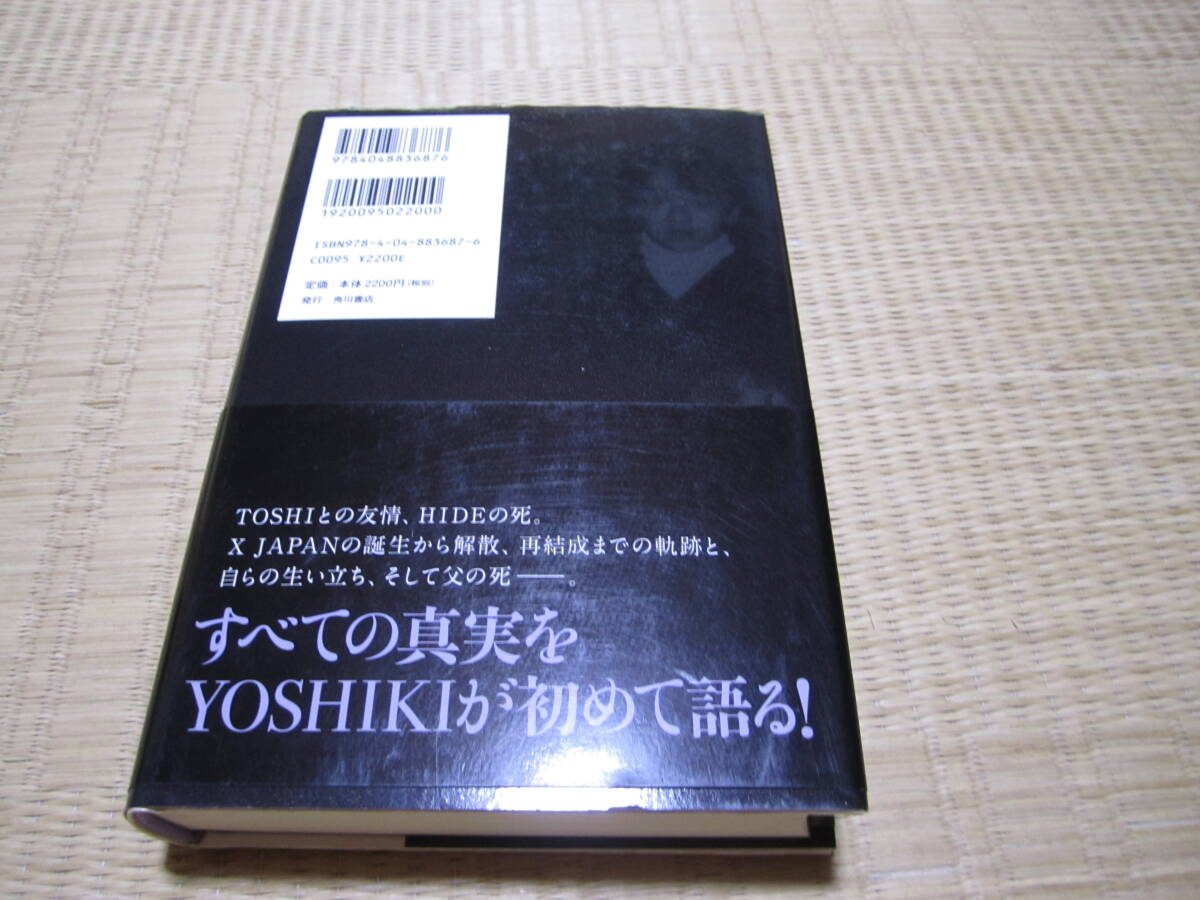 9784048836876
1920095022000
ISBN978-4-04-883687-6
C0095 ¥2200E
定価:本体2200円(税別)
発行 角川書店
TOSHIとの友情、HIDEの死。
X JAPANの誕生から解散、再結成までの軌跡と、
自らの生い立ち、そして父の死――。
すべての真実を
YOSHIKIが初めて語る!